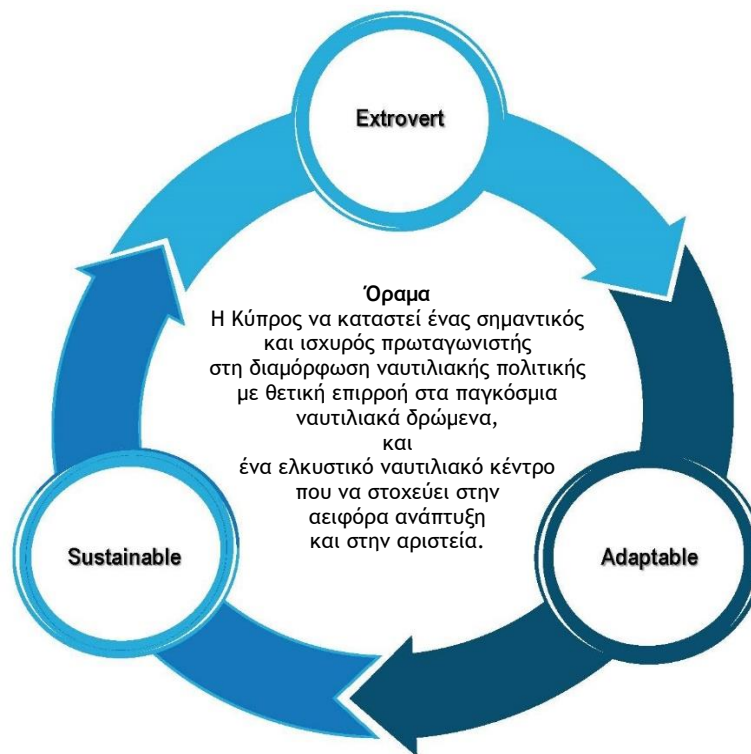 Extrovert
Όραμα
Η Κύπρος να καταστεί ένας σημαντικός
και ισχυρός πρωταγωνιστής
στη διαμόρφωση ναυτιλιακής πολιτικής
με θετική επιρροή στα παγκόσμια
ναυτιλιακά δρώμενα,
και
ένα ελκυστικό ναυτιλιακό κέντρο
που να στοχεύει στην
αειφόρα ανάπτυξη
και στην αριστεία.
Sustainable
Adaptable